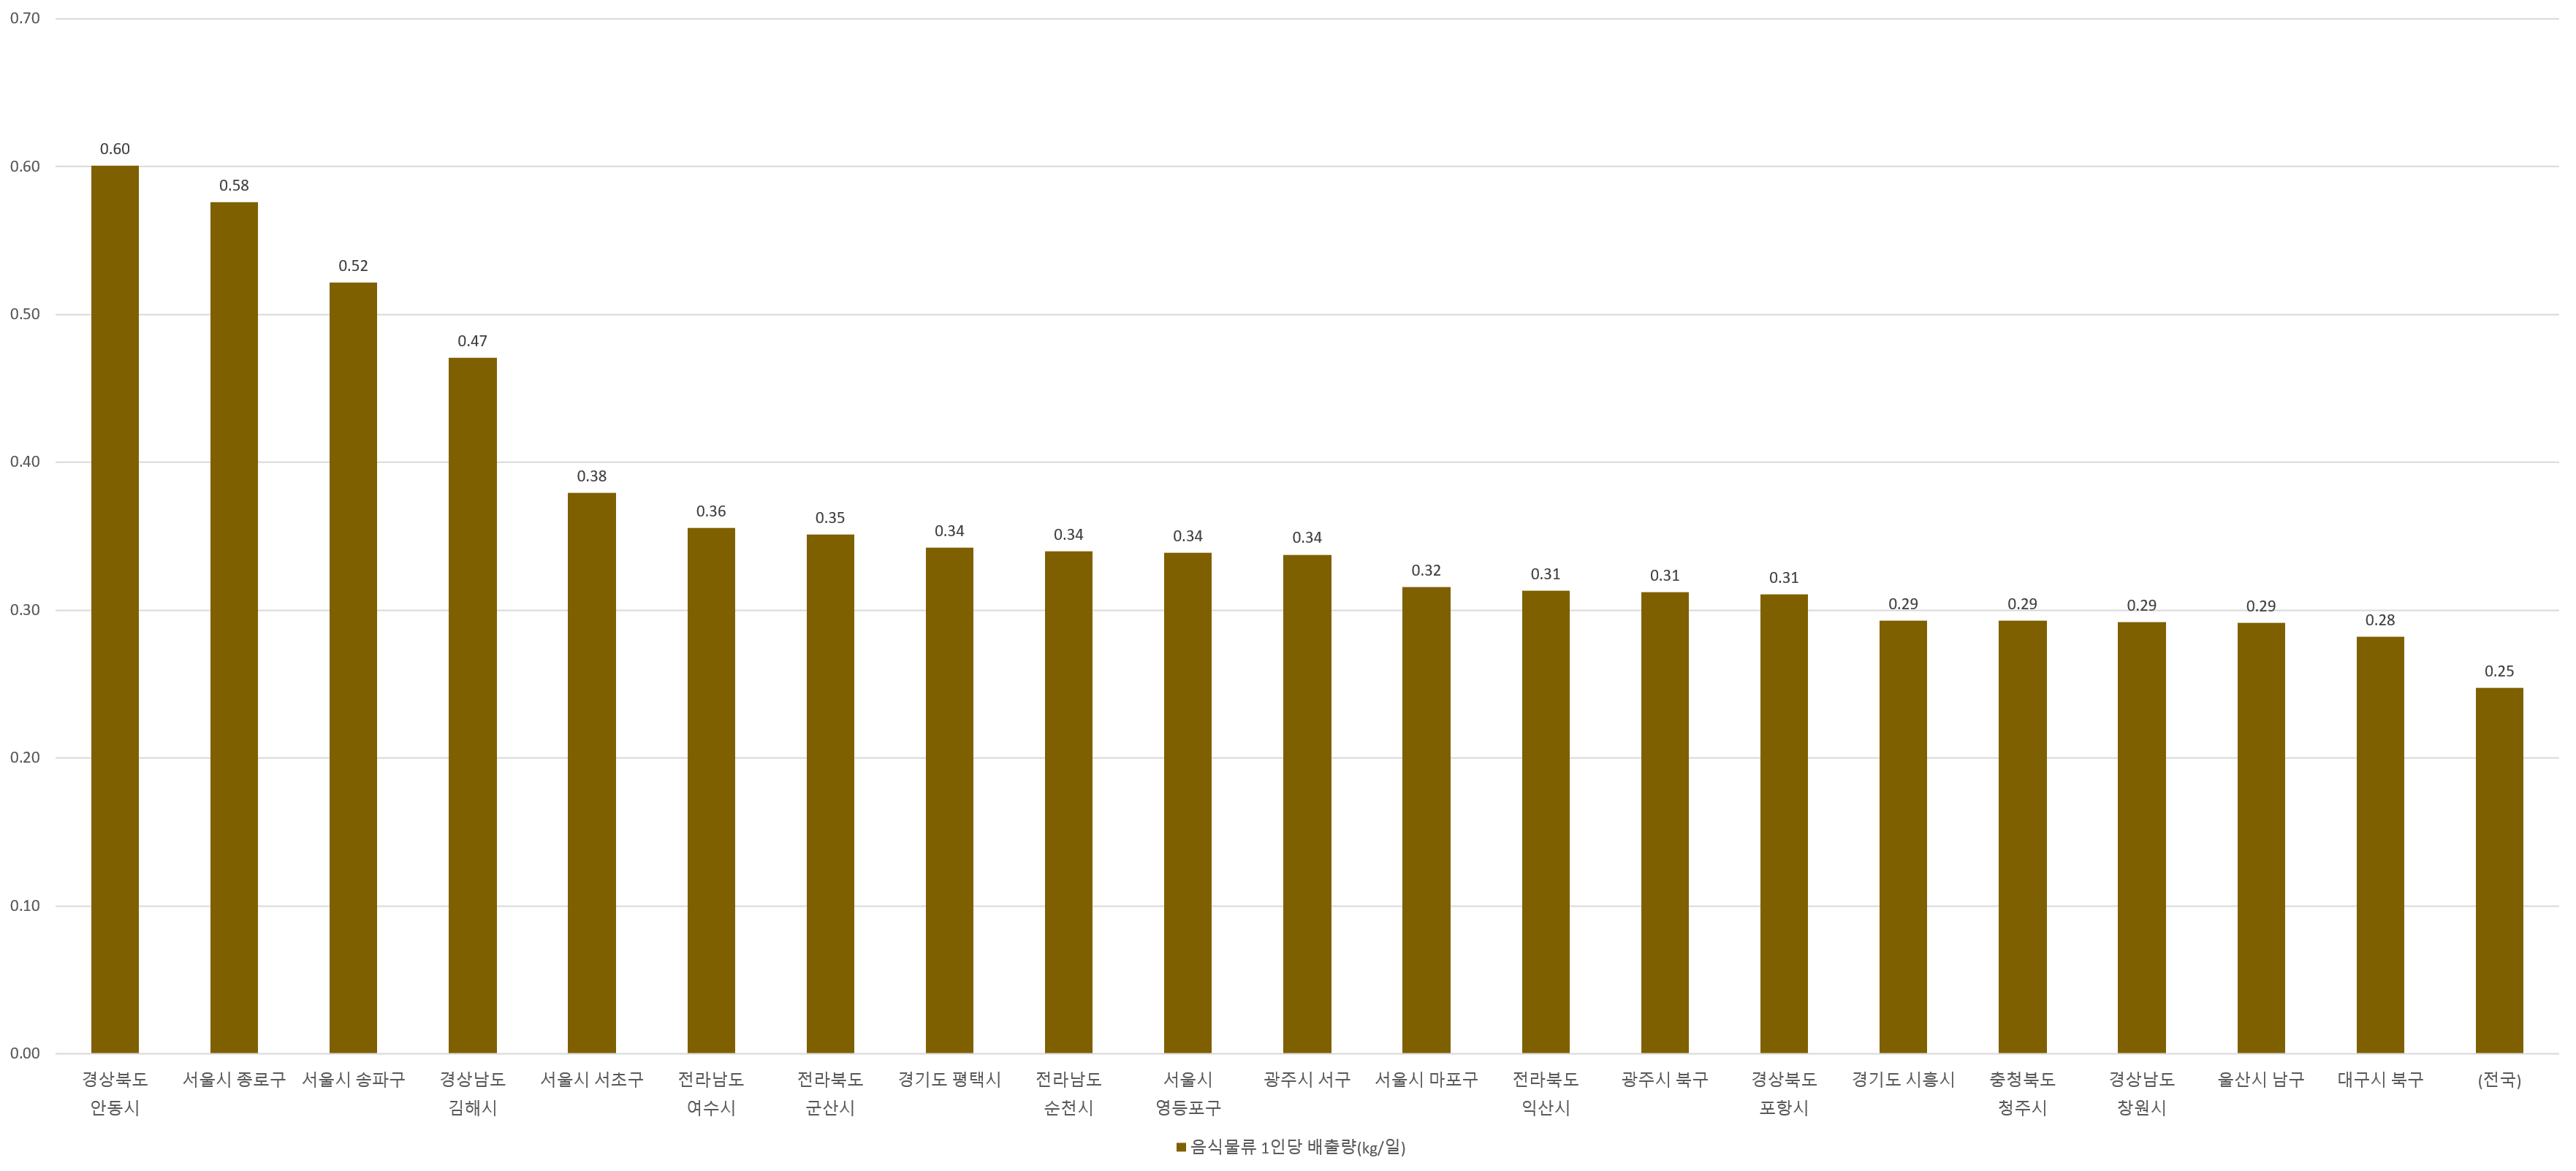 0.70
0.60
0.50
0.40
0.30
0.20
0.10
0.00
0.60
0.58
0.52
0.47
0.38
0.36
0.35
0.34
0.34
0.34
0.34
0.32
0.31
0.31
0.31
0.29
0.29
0.29
0.29
0.28
0.25
경상북도
안동시
서울시 종로구
서울시 송파구
경상남도
김해시
서울시 서초구
전라남도
여수시
전라북도
군산시
경기도 평택시
전라남도
순천시
서울시
영등포구
광주시 서구
서울시 마포구
전라북도
익산시
광주시 북구
경상북도
포항시
경기도 시흥시
충청북도
청주시
경상남도
창원시
울산시 남구
대구시 북구
(전국)
음식물류 1인당 배출량(kg/일)